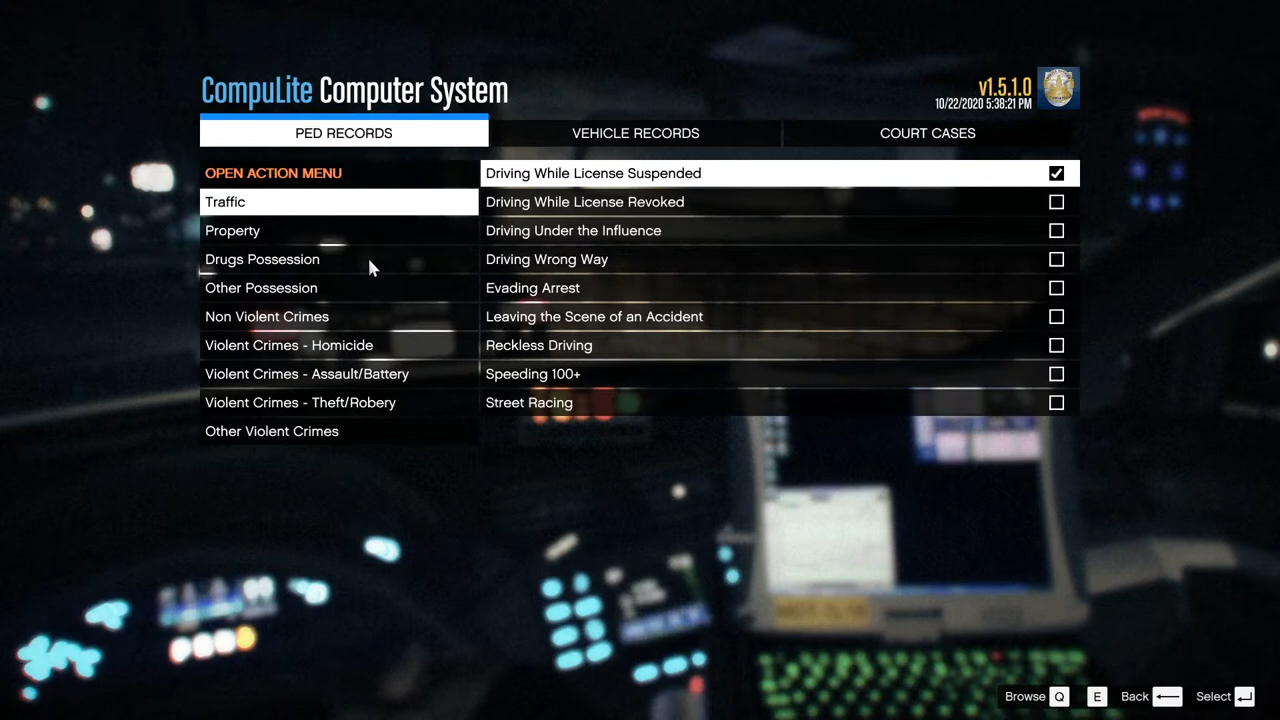 CompuLite Computer System
v1.5.1.0
10/22/2020 5:38:21 PM
PED RECORDS
VEHICLE RECORDS
COURT CASES
OPEN ACTION MENU
Traffic
Property
Drugs Possession
Other Possession
Non Violent Crimes
Violent Crimes - Homicide
Violent Crimes - Assault/Battery
Violent Crimes - Theft/Robery
Other Violent Crimes
Driving While License Suspended
Driving While License Revoked
Driving Under the Influence
Driving Wrong Way
Evading Arrest
Leaving the Scene of an Accident
Reckless Driving
Speeding 100+
Street Racing
Browse Q E Back Select